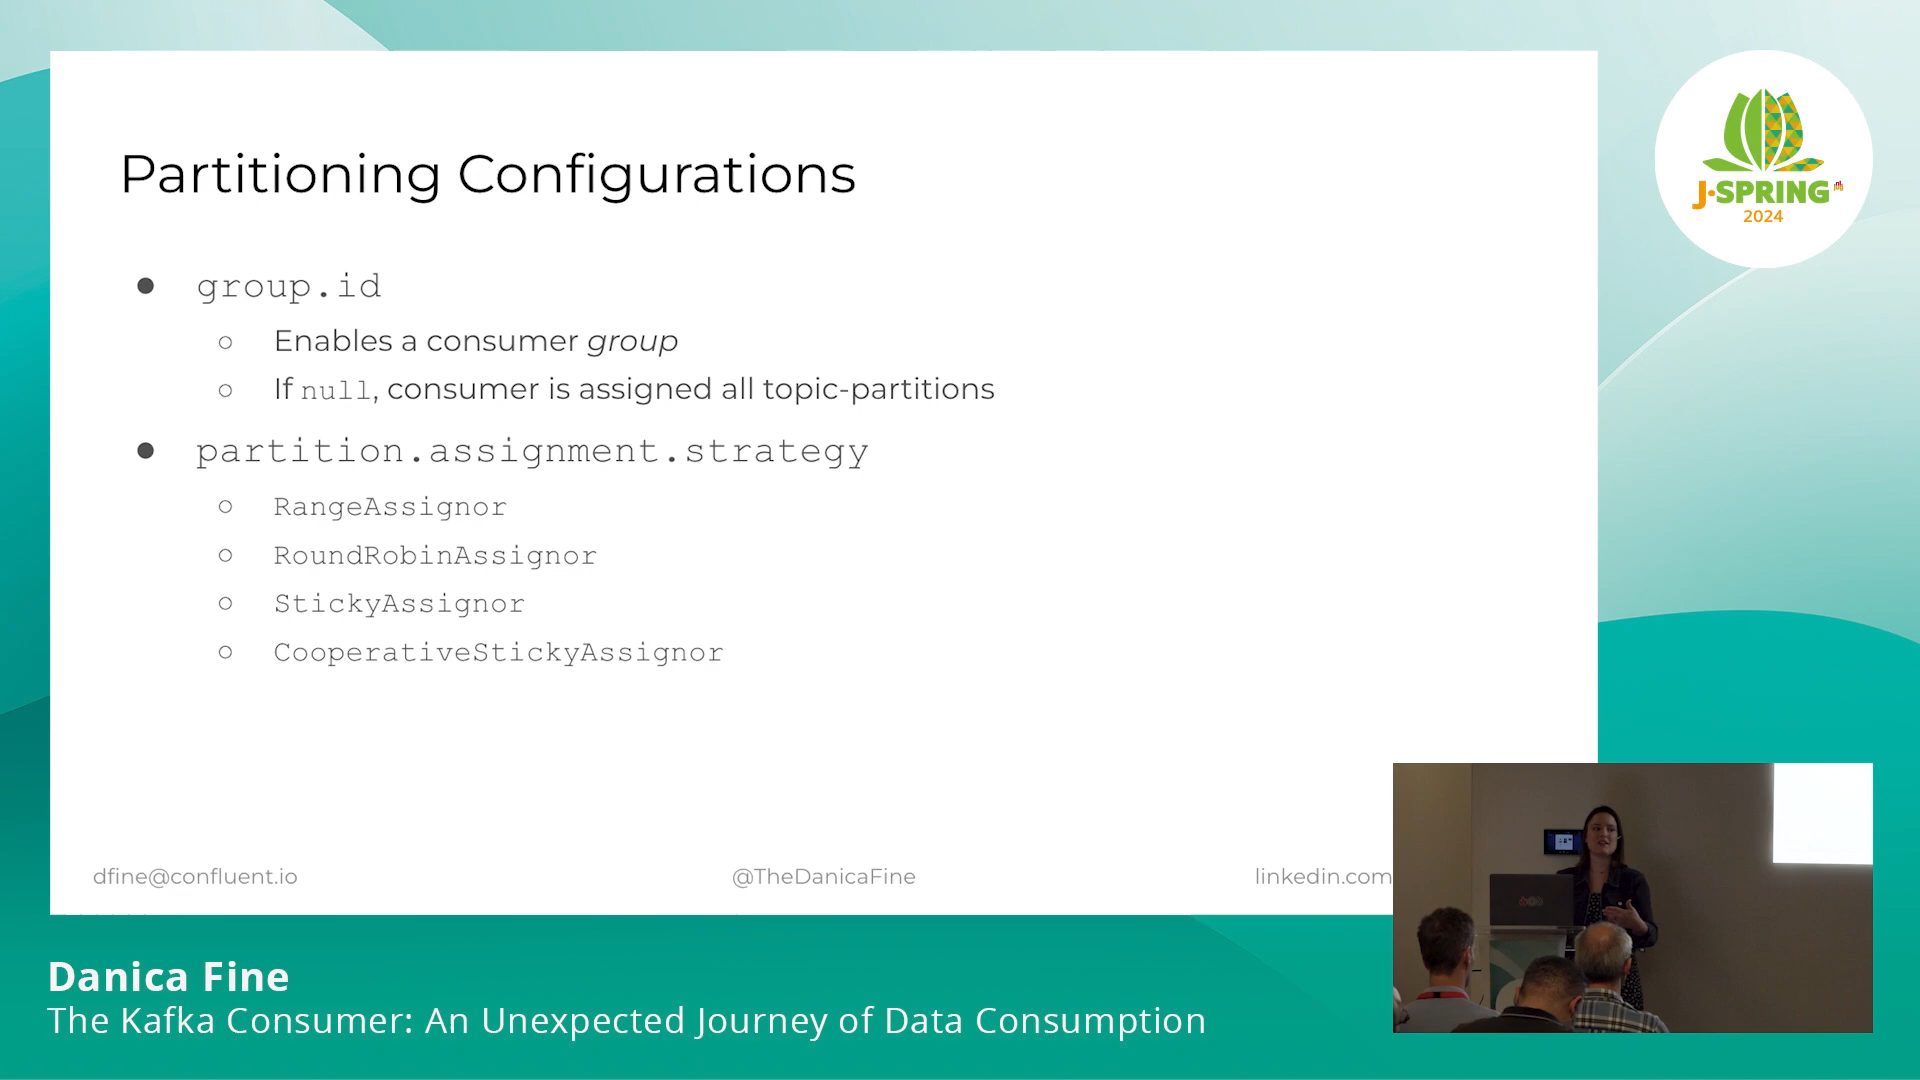 Partitioning Configurations
● group.id
○ Enables a consumer group
○ If null, consumer is assigned all topic-partitions
● partition.assignment.strategy
○ RangeAssignor
○ RoundRobinAssignor
○ StickyAssignor
○ CooperativeStickyAssignor
dfine@confluent.io
@TheDanicaFine
linkedin.com
J·SPRING
2024
Danica Fine
The Kafka Consumer: An Unexpected Journey of Data Consumption